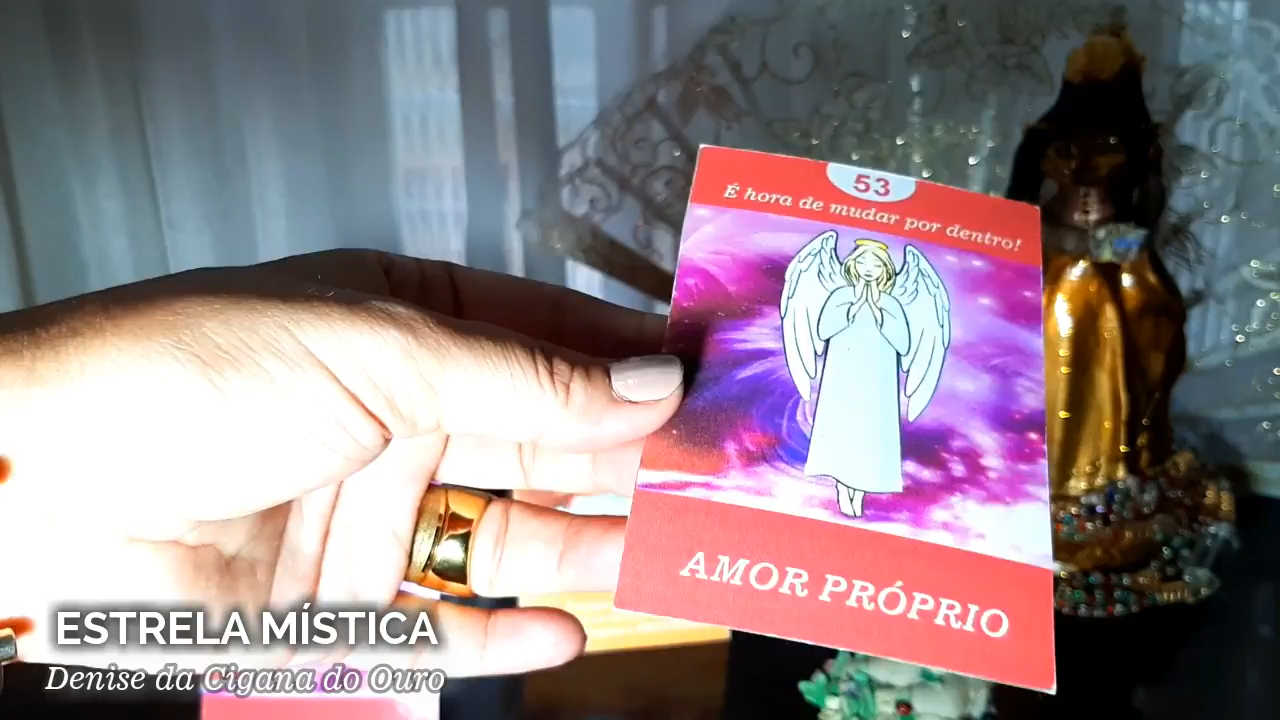 53
É hora de mudar por dentro!
AMOR PRÓPRIO
ESTRELA MÍSTICA
Denise da Cigana do Ouro